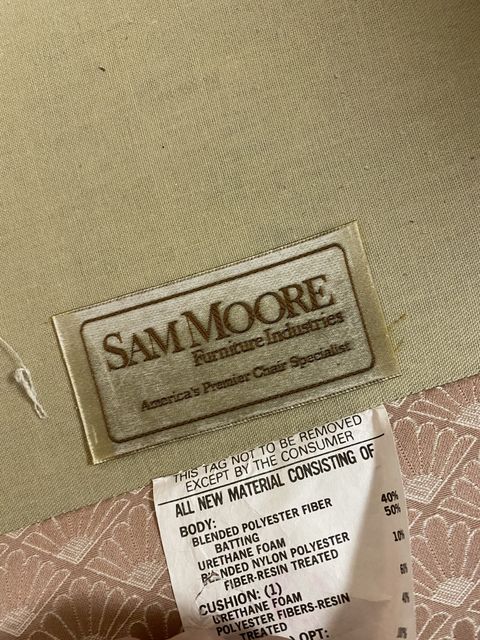 SAM MOORE
Furniture Industries
America's Premier Chair Specialist
THIS TAG NOT TO BE REMOVED
EXCEPT BY THE CONSUMER
ALL NEW MATERIAL CONSISTING OF
BODY:
BLENDED POLYESTER FIBER 40%
BATTING 50%
URETHANE FOAM
BLENDED NYLON POLYESTER 10%
FIBER-RESIN TREATED
CUSHION: (1)
URETHANE FOAM
POLYESTER FIBERS-RESIN
TREATED
OPT: